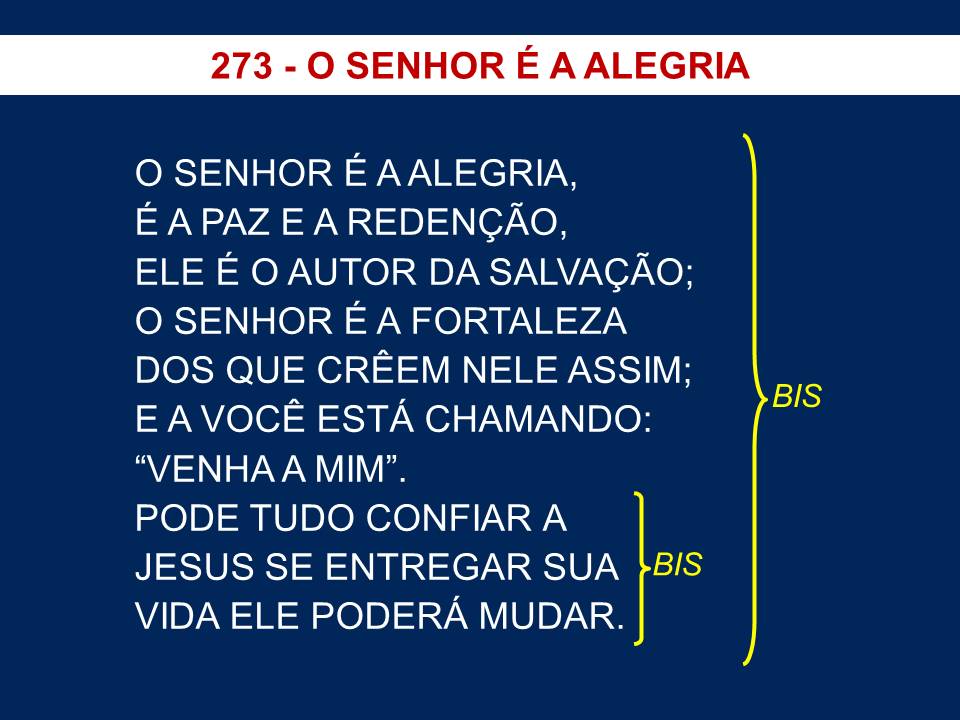 273 - O SENHOR É A ALEGRIA
O SENHOR É A ALEGRIA,
É A PAZ E A REDENÇÃO,
ELE É O AUTOR DA SALVAÇÃO;
O SENHOR É A FORTALEZA
DOS QUE CRÊEM NELE ASSIM;
E A VOCÊ ESTÁ CHAMANDO:
“VENHA A MIM”.
PODE TUDO CONFIAR A
JESUS SE ENTREGAR SUA
VIDA ELE PODERÁ MUDAR.
BIS
BIS